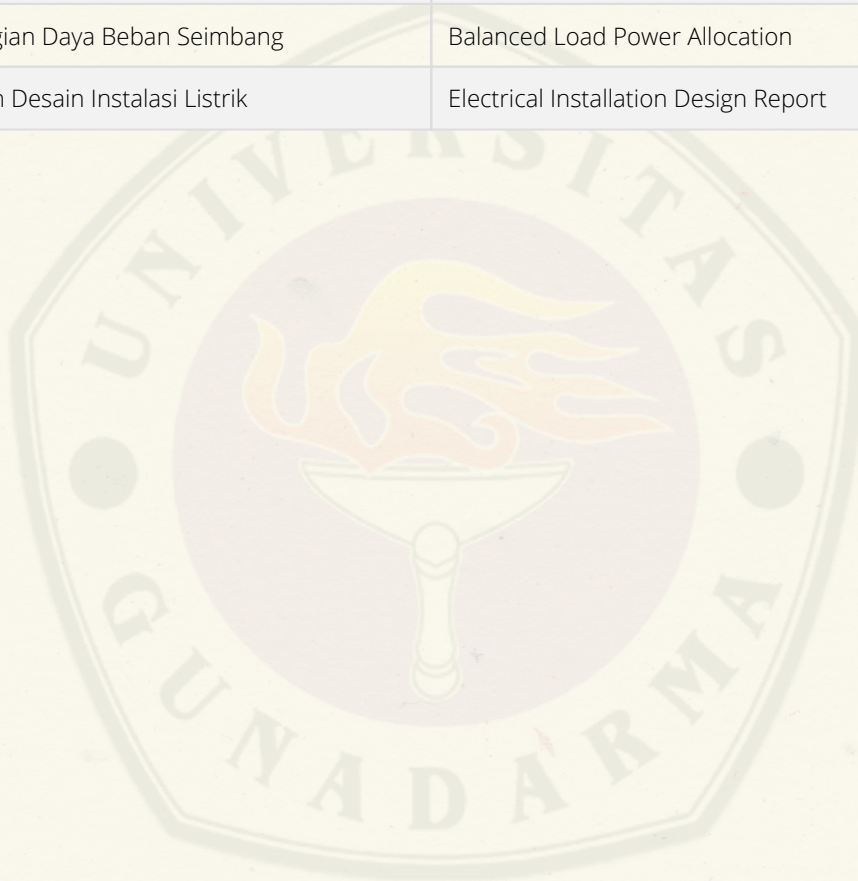 gian Daya Beban Seimbang
Balanced Load Power Allocation
n Desain Instalasi Listrik
Electrical Installation Design Report
UNIVERSITAS
GUNADARMA